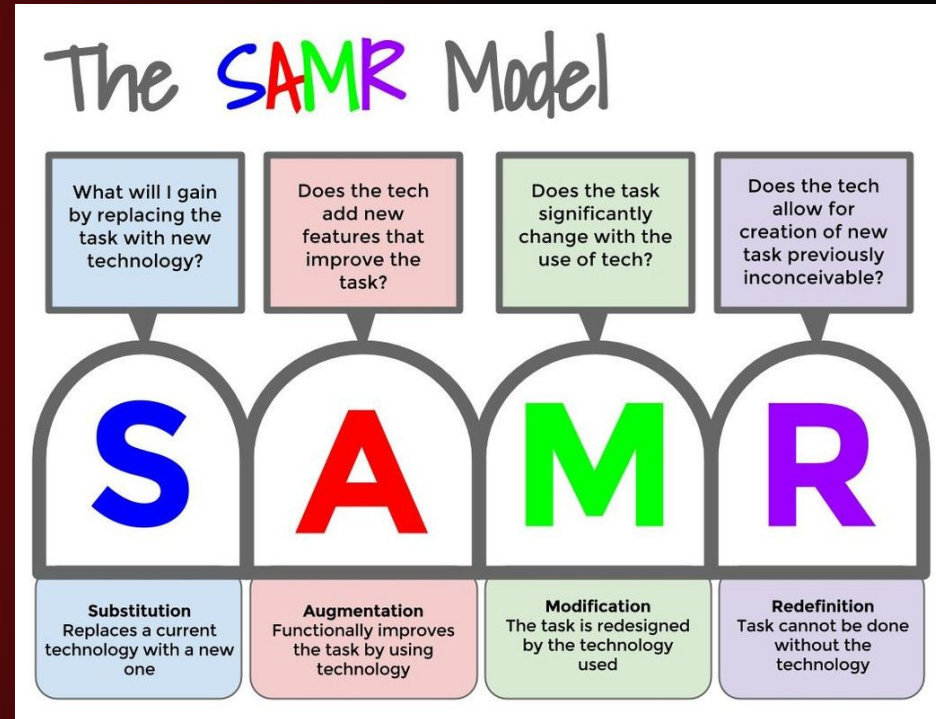 The SAMR Model
What will I gain
by replacing the
task with new
technology?
Does the tech
add new
features that
improve the
task?
Does the task
significantly
change with the
use of tech?
Does the tech
allow for
creation of new
task previously
inconceivable?
S
A
M
R
Substitution
Replaces a current
technology with a new
one
Augmentation
Functionally improves
the task by using
technology
Modification
The task is redesigned
by the technology
used
Redefinition
Task cannot be done
without the
technology